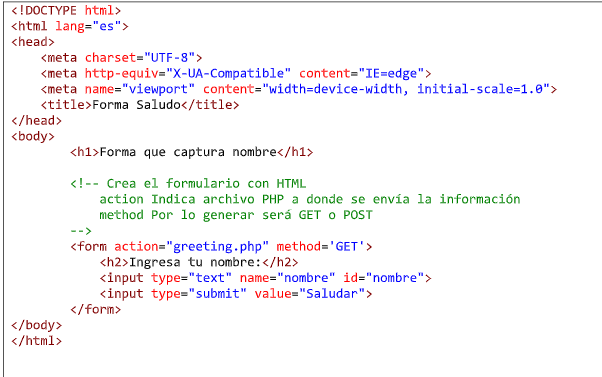 <!DOCTYPE html>
<html lang="es">
<head>
    <meta charset="UTF-8">
    <meta http-equiv="X-UA-Compatible" content="IE=edge">
    <meta name="viewport" content="width=device-width, initial-scale=1.0">
    <title>Forma Saludo</title>
</head>
<body>
        <h1>Forma que captura nombre</h1>

        <!-- Crea el formulario con HTML
            action Indica archivo PHP a donde se envía la información
            method Por lo generar será GET o POST
        -->
        <form action="greeting.php" method='GET'>
            <h2>Ingresa tu nombre:</h2>
            <input type="text" name="nombre" id="nombre">
            <input type="submit" value="Saludar">
        </form>
</body>
</html>